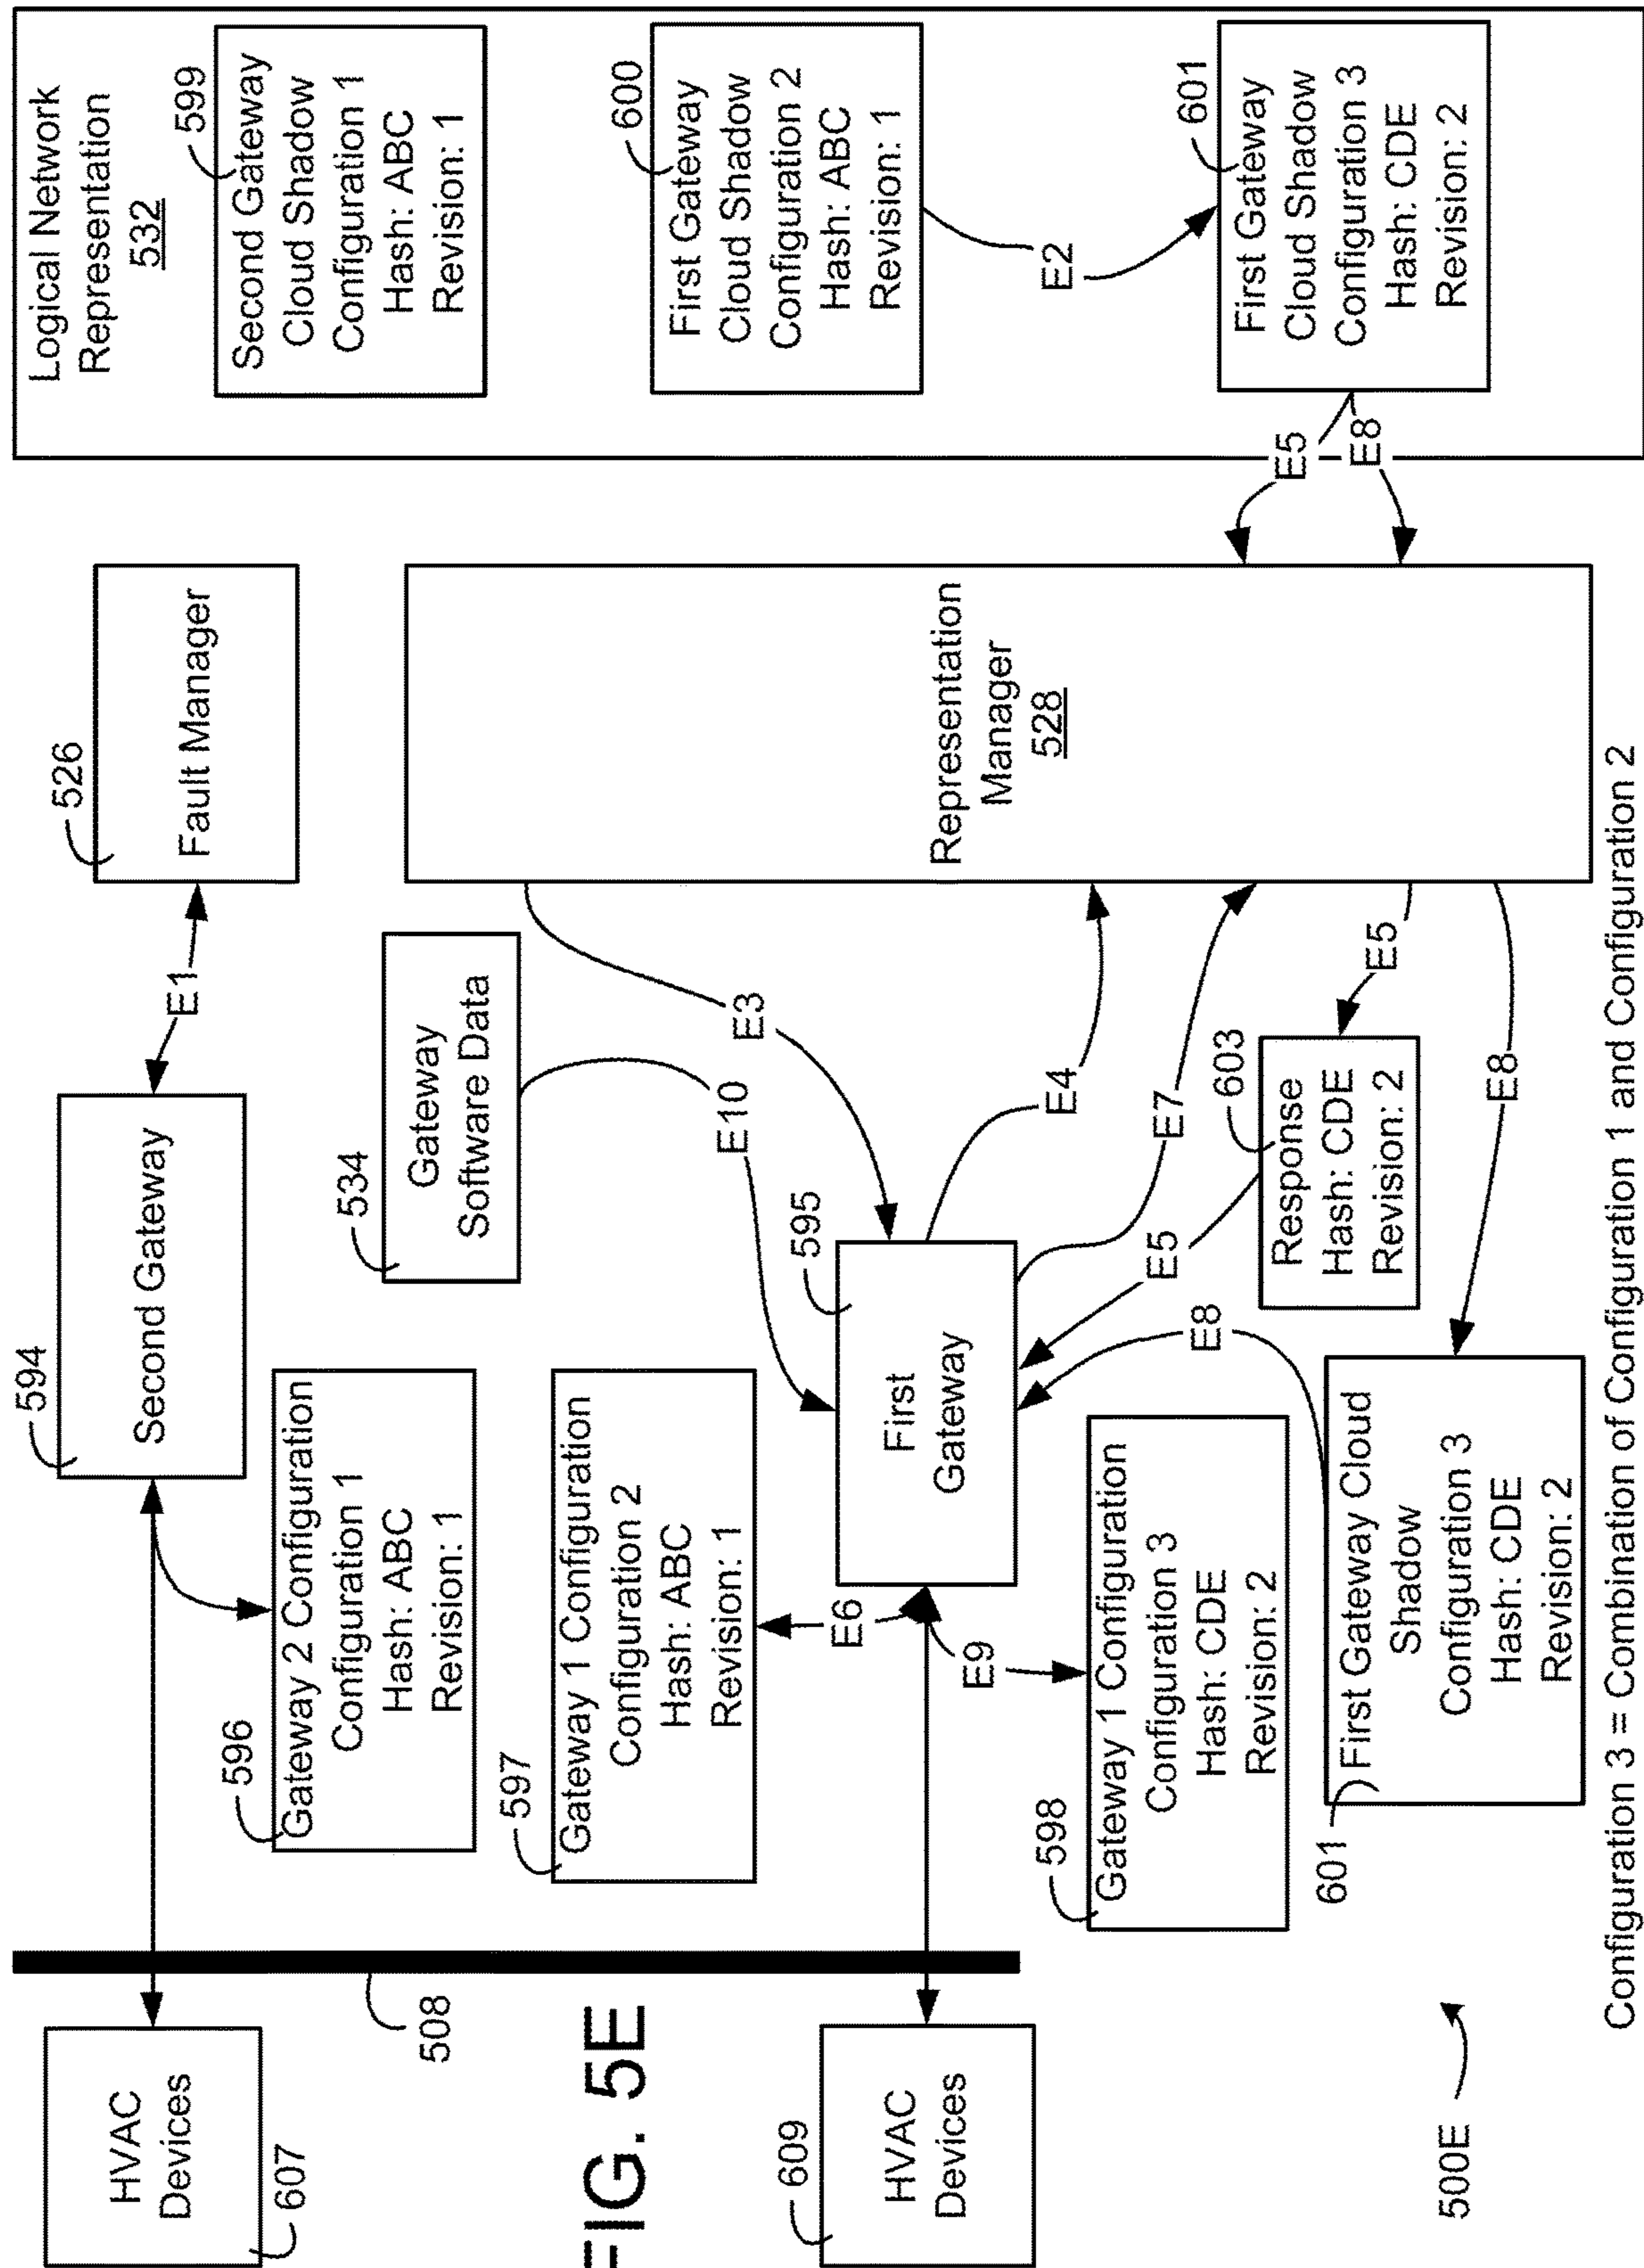 Logical Network
Representation
532
599
Second Gateway
Cloud Shadow
Configuration 1
Hash: ABC
Revision: 1
600
First Gateway
Cloud Shadow
Configuration 2
Hash: ABC
Revision: 1
E2
601
First Gateway
Cloud Shadow
Configuration 3
Hash: CDE
Revision: 2
E5
E8
526
Fault Manager
Representation
Manager
528
E1
534
Gateway
Software Data
E3
E10
E4
E7
E5
603
Response
Hash: CDE
Revision: 2
E8
594
Second Gateway
595
First
Gateway
E5
E8
596
Gateway 2 Configuration
Configuration 1
Hash: ABC
Revision: 1
597
Gateway 1 Configuration
Configuration 2
Hash: ABC
Revision: 1
E6
E9
598
Gateway 1 Configuration
Configuration 3
Hash: CDE
Revision: 2
601
First Gateway Cloud
Shadow
Configuration 3
Hash: CDE
Revision: 2
508
HVAC
Devices
607
FIG. 5E
609
HVAC
Devices
500E
Configuration 3 = Combination of Configuration 1 and Configuration 2